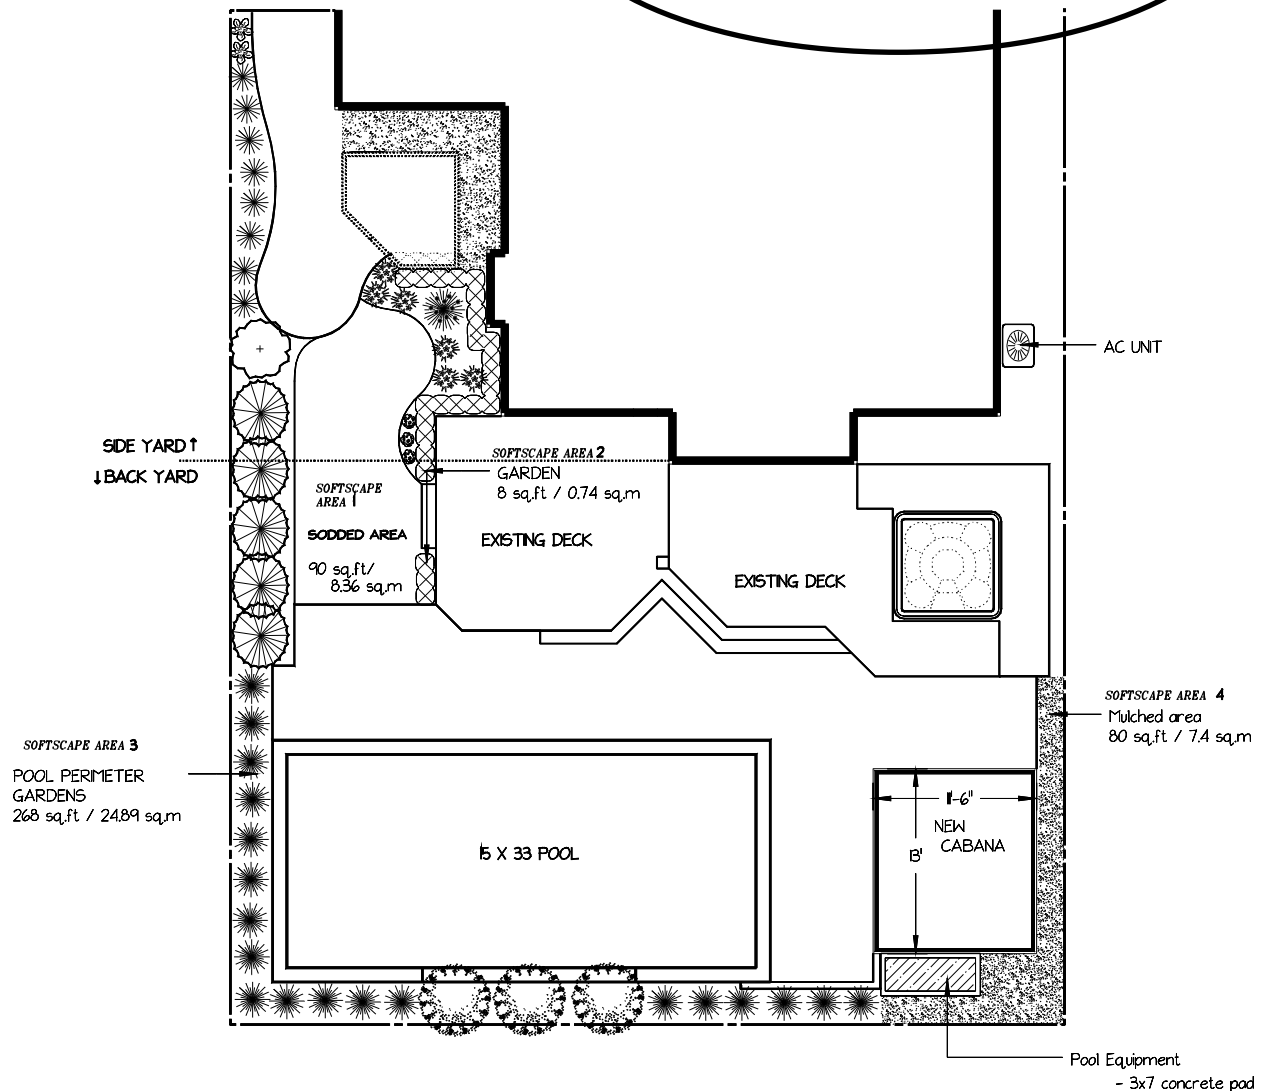 AC UNIT
SIDE YARD↑
↓BACK YARD
SOFTSCAPE AREA 2
GARDEN
8 sq.ft / 0.74 sq.m
SOFTSCAPE
AREA 1
SODDED AREA
90 sq.ft/
8.36 sq.m
EXISTING DECK
EXISTING DECK
SOFTSCAPE AREA 4
Mulched area
80 sq.ft / 7.4 sq.m
SOFTSCAPE AREA 3
POOL PERIMETER
GARDENS
268 sq.ft / 24.89 sq.m
11'-6"
NEW
CABANA
13'
15 X 33 POOL
Pool Equipment
- 3x7 concrete pad